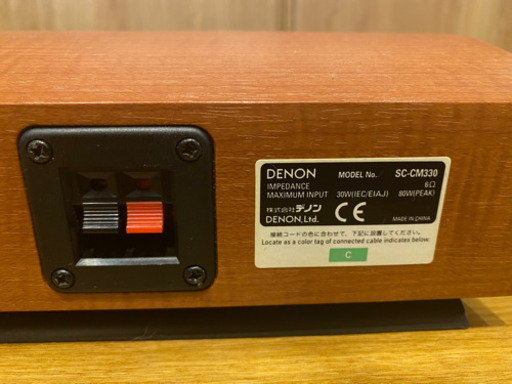 DENON MODEL No. SC-CM330
IMPEDANCE 6Ω
MAXIMUM INPUT 30W(IEC/EIAJ) 80W(PEAK)
株式会社デノン
DENON, Ltd. CE MADE IN CHINA
接続コードの色に合わせて、下記に設置してください。
Locate as a color tag of connected cable indicates below.
C